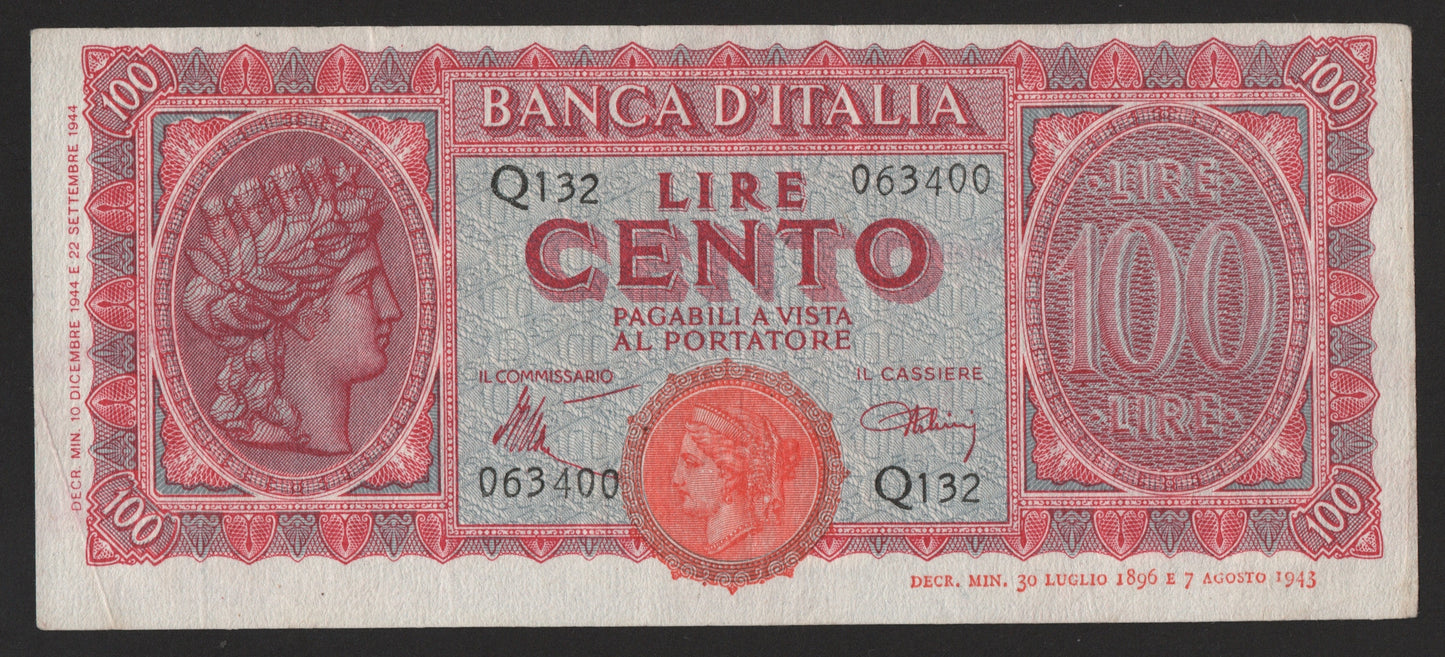 100
100
BANCA D'ITALIA
Q132
LIRE
063400
CENTO
PAGABILI A VISTA
AL PORTATORE
IL COMMISSARIO
IL CASSIERE
063400
Q132
LIRE
100
LIRE
100
100
DECR. MIN. 10 DICEMBRE 1944 E 22 SETTEMBRE 1944
DECR. MIN. 30 LUGLIO 1896 E 7 AGOSTO 1943